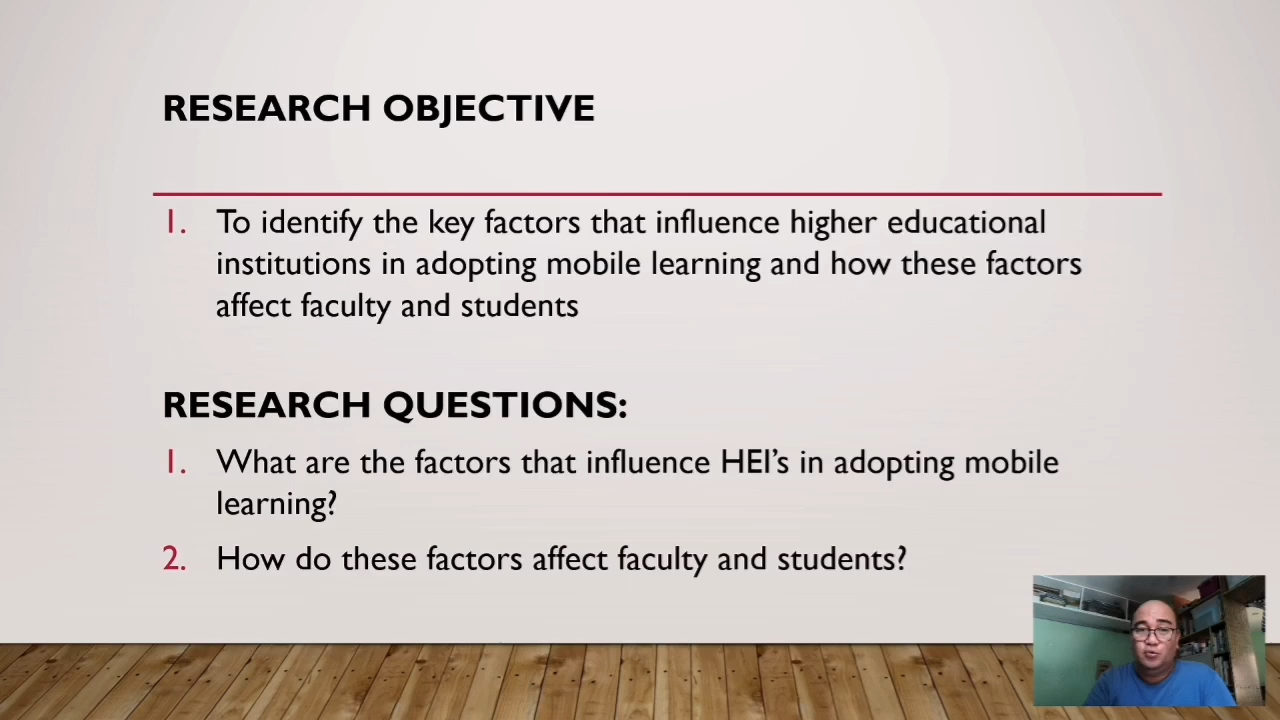 RESEARCH OBJECTIVE
1. To identify the key factors that influence higher educational
institutions in adopting mobile learning and how these factors
affect faculty and students
RESEARCH QUESTIONS:
1. What are the factors that influence HEI’s in adopting mobile
learning?
2. How do these factors affect faculty and students?